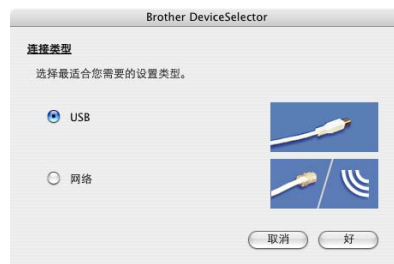 Brother DeviceSelector
连接类型
选择最适合您需要的设置类型。
USB
网络
取消 好